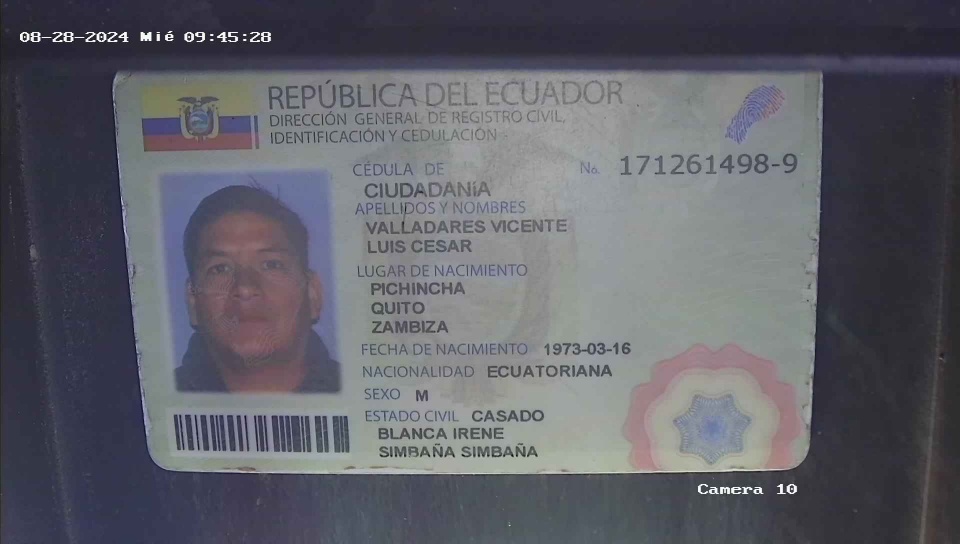 08-28-2024 Mié 09:45:28
REPÚBLICA DEL ECUADOR
DIRECCIÓN GENERAL DE REGISTRO CIVIL,
IDENTIFICACIÓN Y CEDULACIÓN
CÉDULA DE No. 171261498-9
CIUDADANÍA
APELLIDOS Y NOMBRES
VALLADARES VICENTE
LUIS CESAR
LUGAR DE NACIMIENTO
PICHINCHA
QUITO
ZAMBIZA
FECHA DE NACIMIENTO 1973-03-16
NACIONALIDAD ECUATORIANA
SEXO M
ESTADO CIVIL CASADO
BLANCA IRENE
SIMBAÑA SIMBAÑA
Camera 10